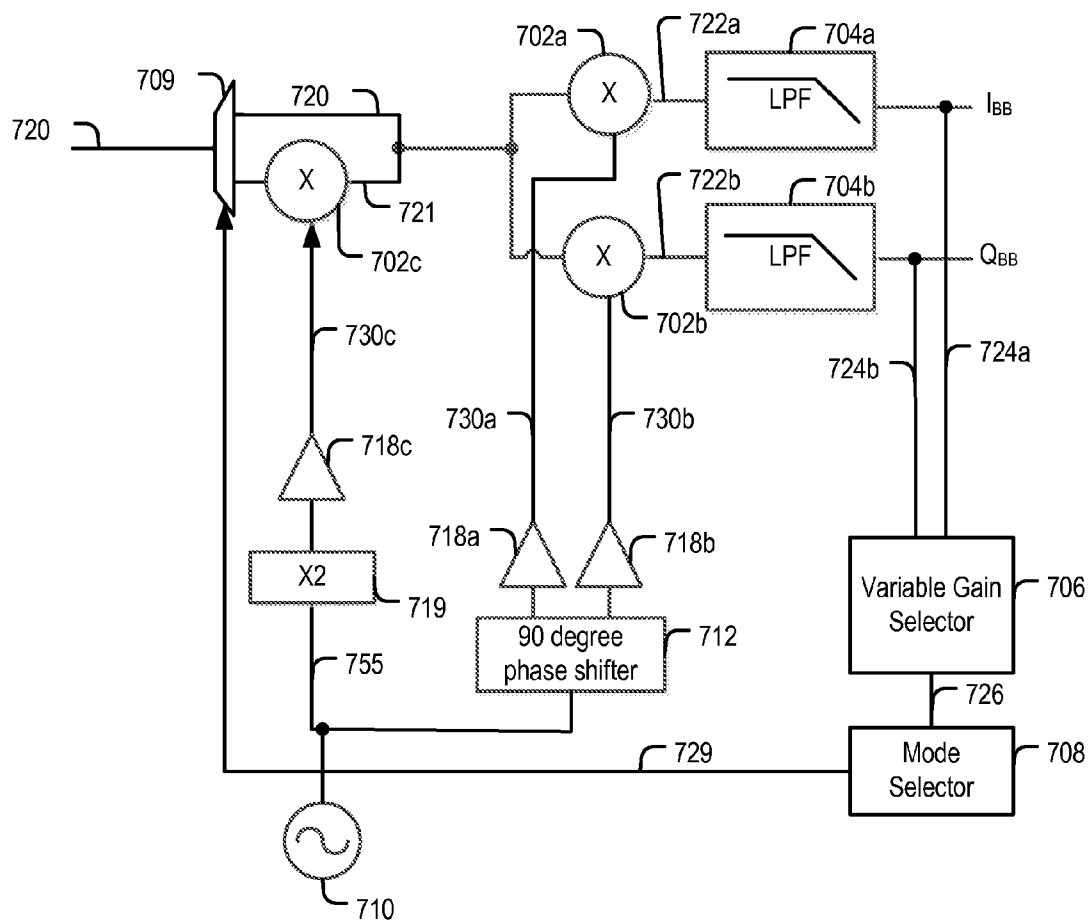 702a
722a
704a
709
720
X
LPF
I_BB
720
722b
704b
X
721
X
LPF
Q_BB
702c
702b
730c
724b
724a
730a
730b
718c
718a
718b
X2
719
Variable Gain
Selector
706
90 degree
phase shifter
712
755
726
729
Mode
Selector
708
710